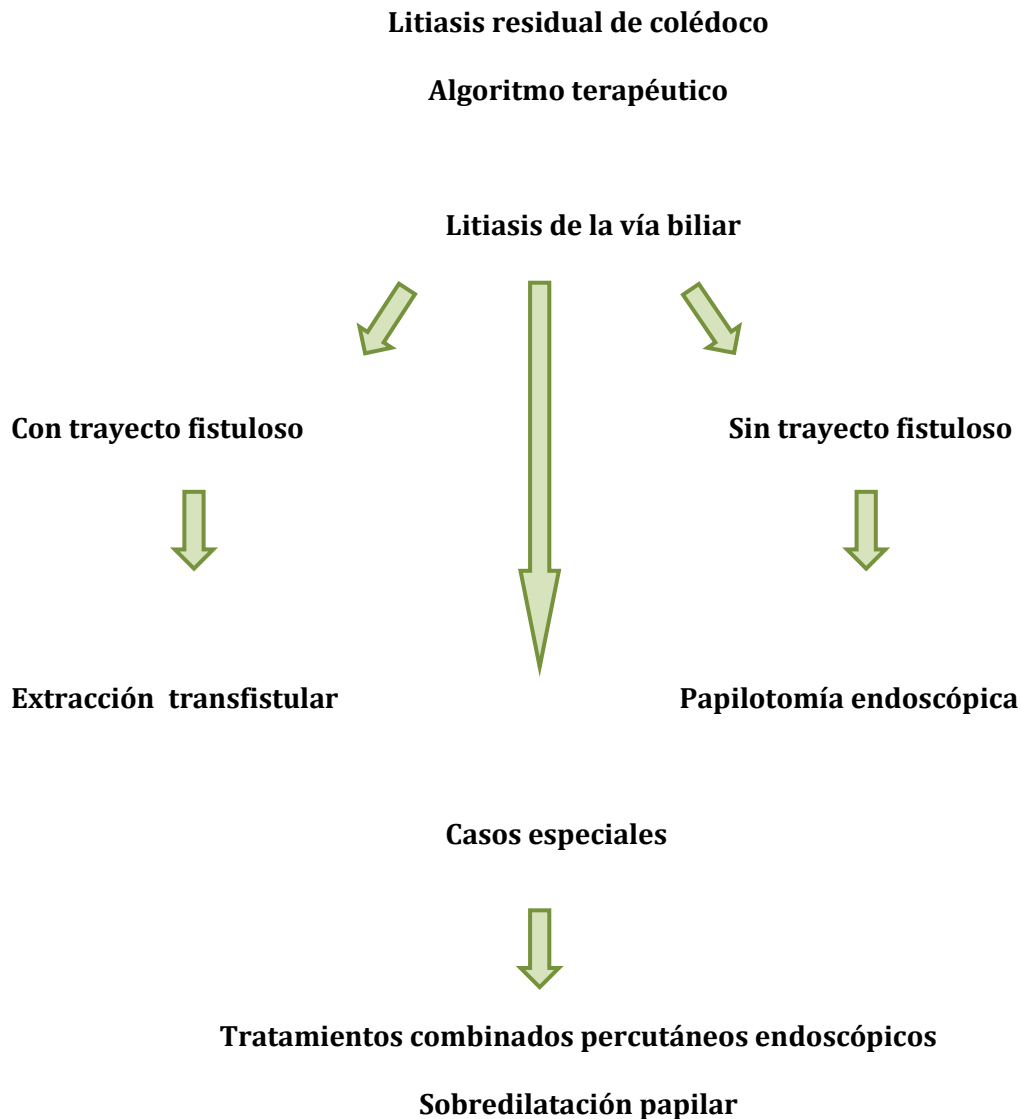 Litiasis residual de colédoco
Algoritmo terapéutico
Litiasis de la vía biliar
Con trayecto fistuloso
Sin trayecto fistuloso
Extracción transfistular
Papilotomía endoscópica
Casos especiales
Tratamientos combinados percutáneos endoscópicos
Sobredilatación papilar